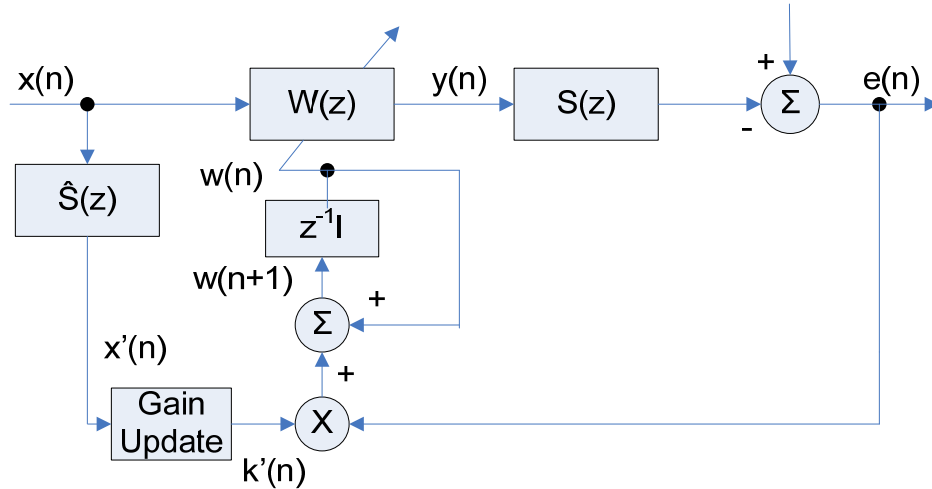 x(n)
W(z)
y(n)
S(z)
+
-
Σ
e(n)
Ŝ(z)
w(n)
z⁻¹I
w(n+1)
Σ
+
x’(n)
+
Gain
Update
X
k’(n)